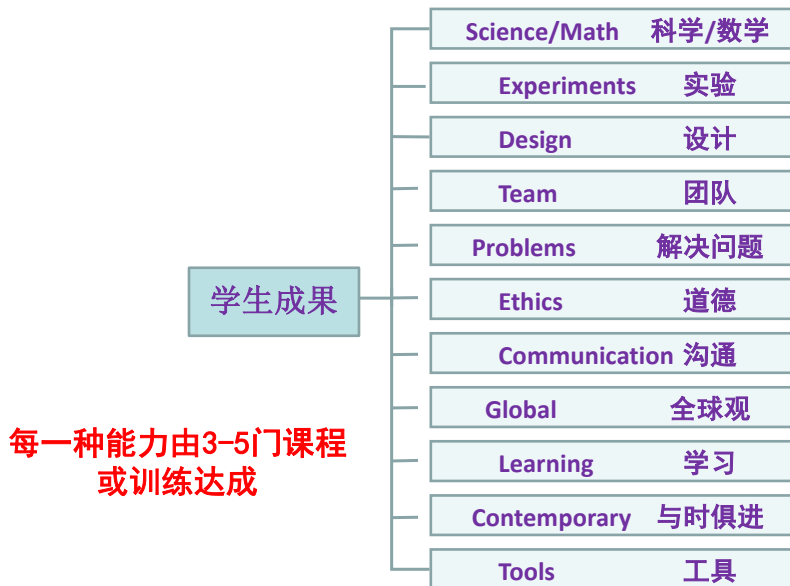 Science/Math 科学/数学
Experiments 实验
Design 设计
Team 团队
Problems 解决问题
学生成果
Ethics 道德
Communication 沟通
Global 全球观
每一种能力由3-5门课程
或训练达成
Learning 学习
Contemporary 与时俱进
Tools 工具